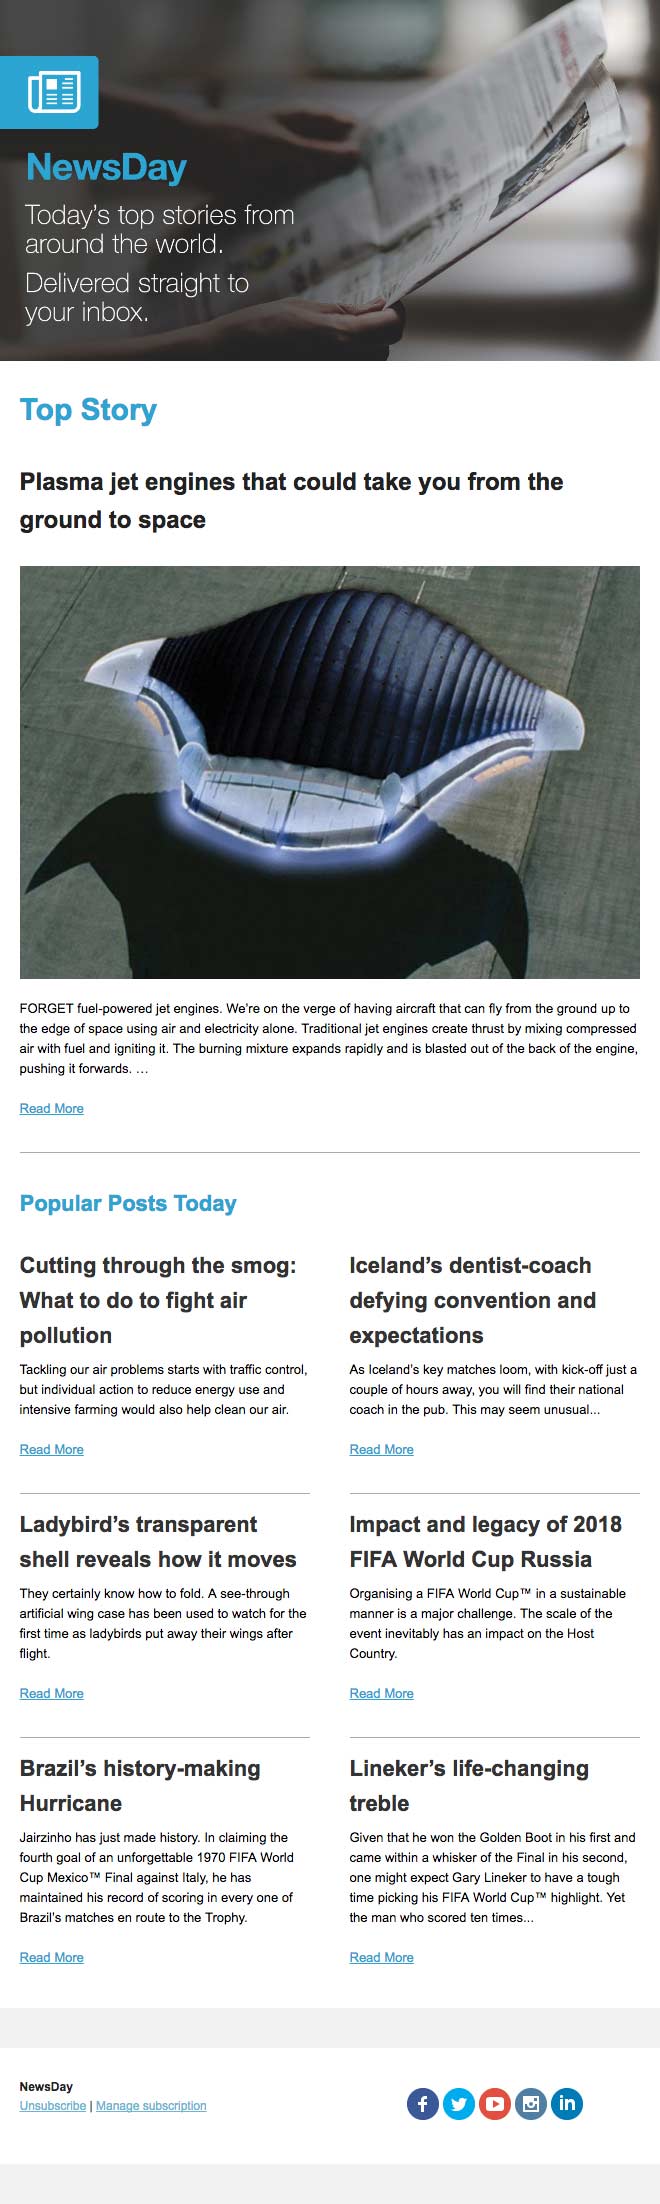 NewsDay
Today's top stories from
around the world.
Delivered straight to
your inbox.
Top Story
Plasma jet engines that could take you from the
ground to space
FORGET fuel-powered jet engines. We're on the verge of having aircraft that can fly from the ground up to
the edge of space using air and electricity alone. Traditional jet engines create thrust by mixing compressed
air with fuel and igniting it. The burning mixture expands rapidly and is blasted out of the back of the engine,
pushing it forwards. …
Read More
Popular Posts Today
Cutting through the smog:
What to do to fight air
pollution
Tackling our air problems starts with traffic control,
but individual action to reduce energy use and
intensive farming would also help clean our air.
Read More
Iceland's dentist-coach
defying convention and
expectations
As Iceland's key matches loom, with kick-off just a
couple of hours away, you will find their national
coach in the pub. This may seem unusual...
Read More
Ladybird's transparent
shell reveals how it moves
They certainly know how to fold. A see-through
artificial wing case has been used to watch for the
first time as ladybirds put away their wings after
flight.
Read More
Impact and legacy of 2018
FIFA World Cup Russia
Organising a FIFA World Cup™ in a sustainable
manner is a major challenge. The scale of the
event inevitably has an impact on the Host
Country.
Read More
Brazil's history-making
Hurricane
Jairzinho has just made history. In claiming the
fourth goal of an unforgettable 1970 FIFA World
Cup Mexico™ Final against Italy, he has
maintained his record of scoring in every one of
Brazil's matches en route to the Trophy.
Read More
Lineker's life-changing
treble
Given that he won the Golden Boot in his first and
came within a whisker of the Final in his second,
one might expect Gary Lineker to have a tough
time picking his FIFA World Cup™ highlight. Yet
the man who scored ten times...
Read More
NewsDay
Unsubscribe | Manage subscription